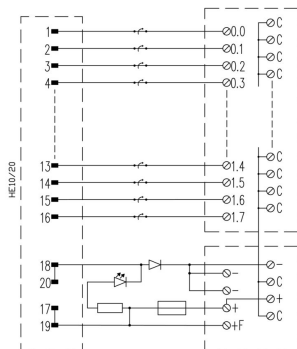 1 0.0 C
2 0.1 C
3 0.2 C
4 0.3 C
HE10/20
13 1.4 C
14 1.5 C
15 1.6 C
16 1.7 C
18 - -
20 - +
17 + C
19 +F